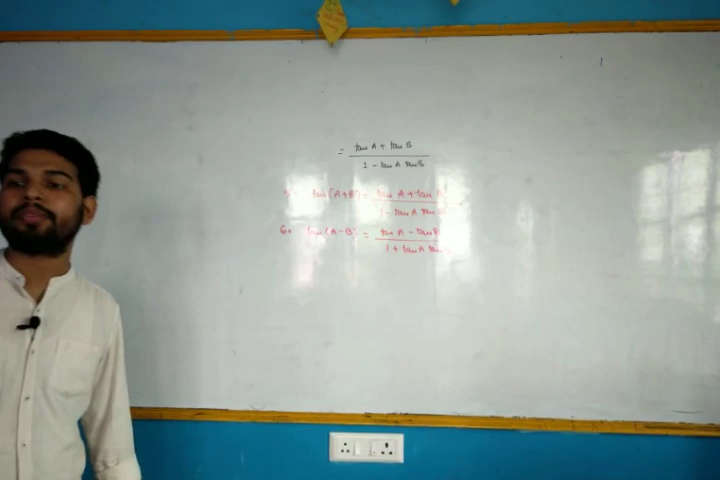 = tan A + tan B / 1 - tan A tan B
5. tan (A+B) = tan A + tan B / 1 - tan A tan B
6. tan (A-B) = tan A - tan B / 1 + tan A tan